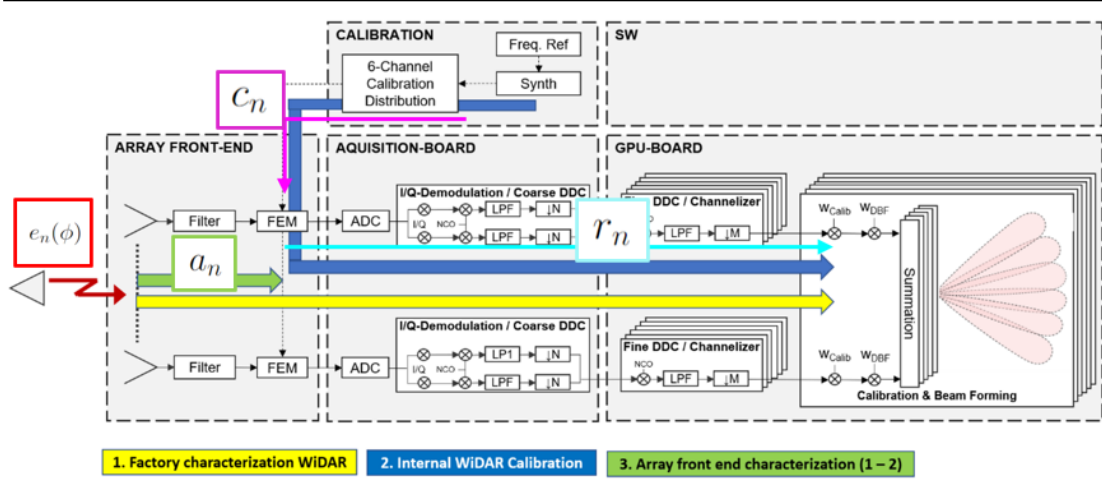 CALIBRATION
SW
Freq. Ref
6-Channel
Calibration
Distribution
Synth
c_n
ARRAY FRONT-END
AQUISITION-BOARD
GPU-BOARD
I/Q-Demodulation / Coarse DDC
DDC / Channelizer
Filter
FEM
ADC
I/Q
NCO
LPF
↓N
LPF
↓N
LPF
↓M
W_Calib
W_DBF
e_n(ϕ)
a_n
r_n
Summation
I/Q-Demodulation / Coarse DDC
Fine DDC / Channelizer
Filter
FEM
ADC
I/Q
NCO
LP1
↓N
LPF
↓N
NCO
LPF
↓M
W_Calib
W_DBF
Calibration & Beam Forming
1. Factory characterization WiDAR
2. Internal WiDAR Calibration
3. Array front end characterization (1 – 2)